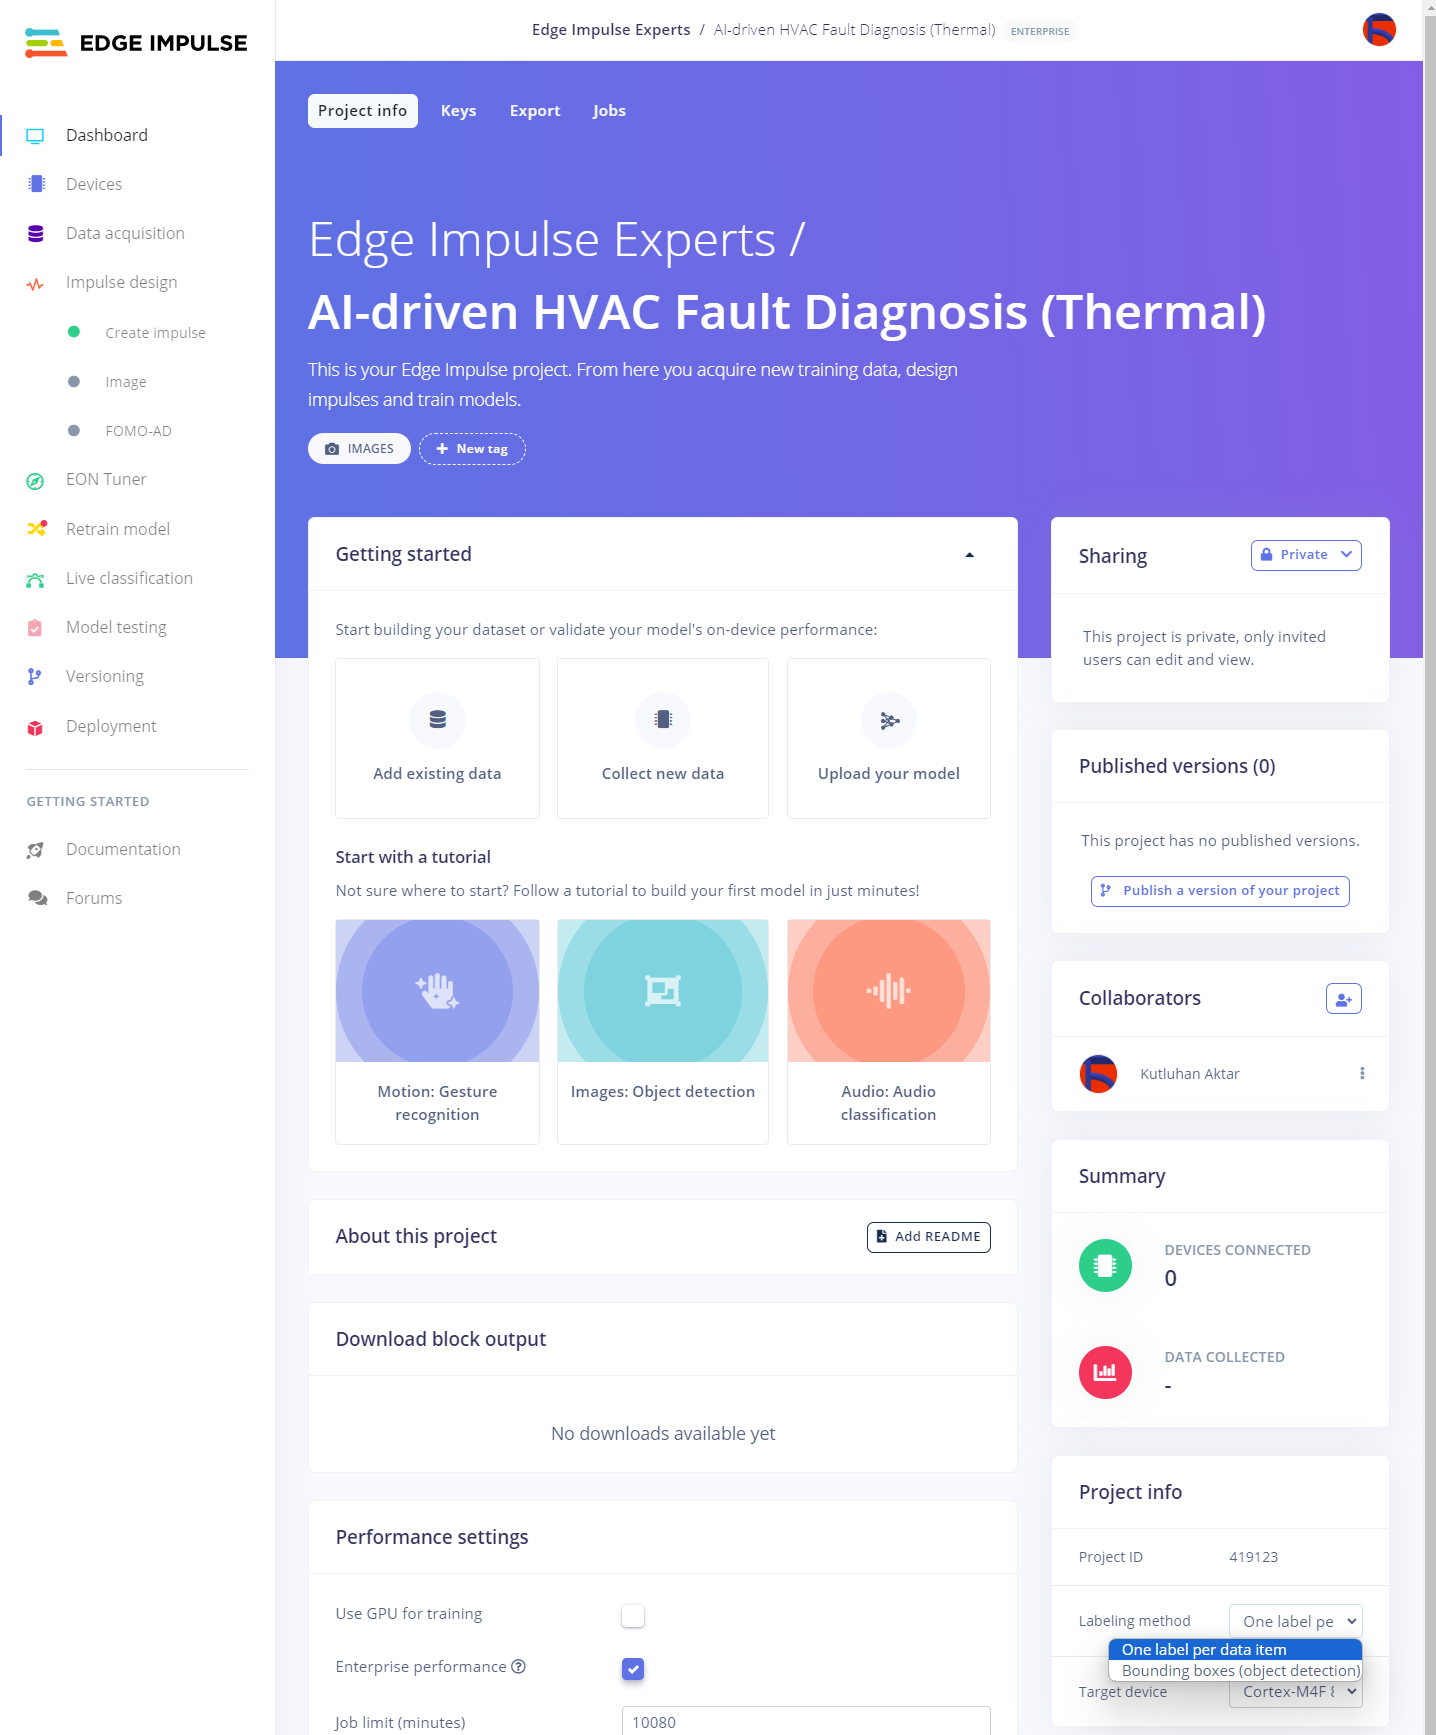 EDGE IMPULSE
Edge Impulse Experts / AI-driven HVAC Fault Diagnosis (Thermal) ENTERPRISE
Dashboard
Devices
Data acquisition
Impulse design
Create impulse
Image
FOMO-AD
EON Tuner
Retrain model
Live classification
Model testing
Versioning
Deployment
GETTING STARTED
Documentation
Forums
Project info Keys Export Jobs
Edge Impulse Experts /
AI-driven HVAC Fault Diagnosis (Thermal)
This is your Edge Impulse project. From here you acquire new training data, design
impulses and train models.
IMAGES + New tag
Getting started
Start building your dataset or validate your model's on-device performance:
Add existing data
Collect new data
Upload your model
Start with a tutorial
Not sure where to start? Follow a tutorial to build your first model in just minutes!
Motion: Gesture
recognition
Images: Object detection
Audio: Audio
classification
About this project
Add README
Download block output
No downloads available yet
Performance settings
Use GPU for training
Enterprise performance ?
Job limit (minutes) 10080
Sharing
Private
This project is private, only invited
users can edit and view.
Published versions (0)
This project has no published versions.
Publish a version of your project
Collaborators
Kutluhan Aktar
Summary
DEVICES CONNECTED
0
DATA COLLECTED
-
Project info
Project ID 419123
Labeling method One label pe
One label per data item
Bounding boxes (object detection)
Target device Cortex-M4F